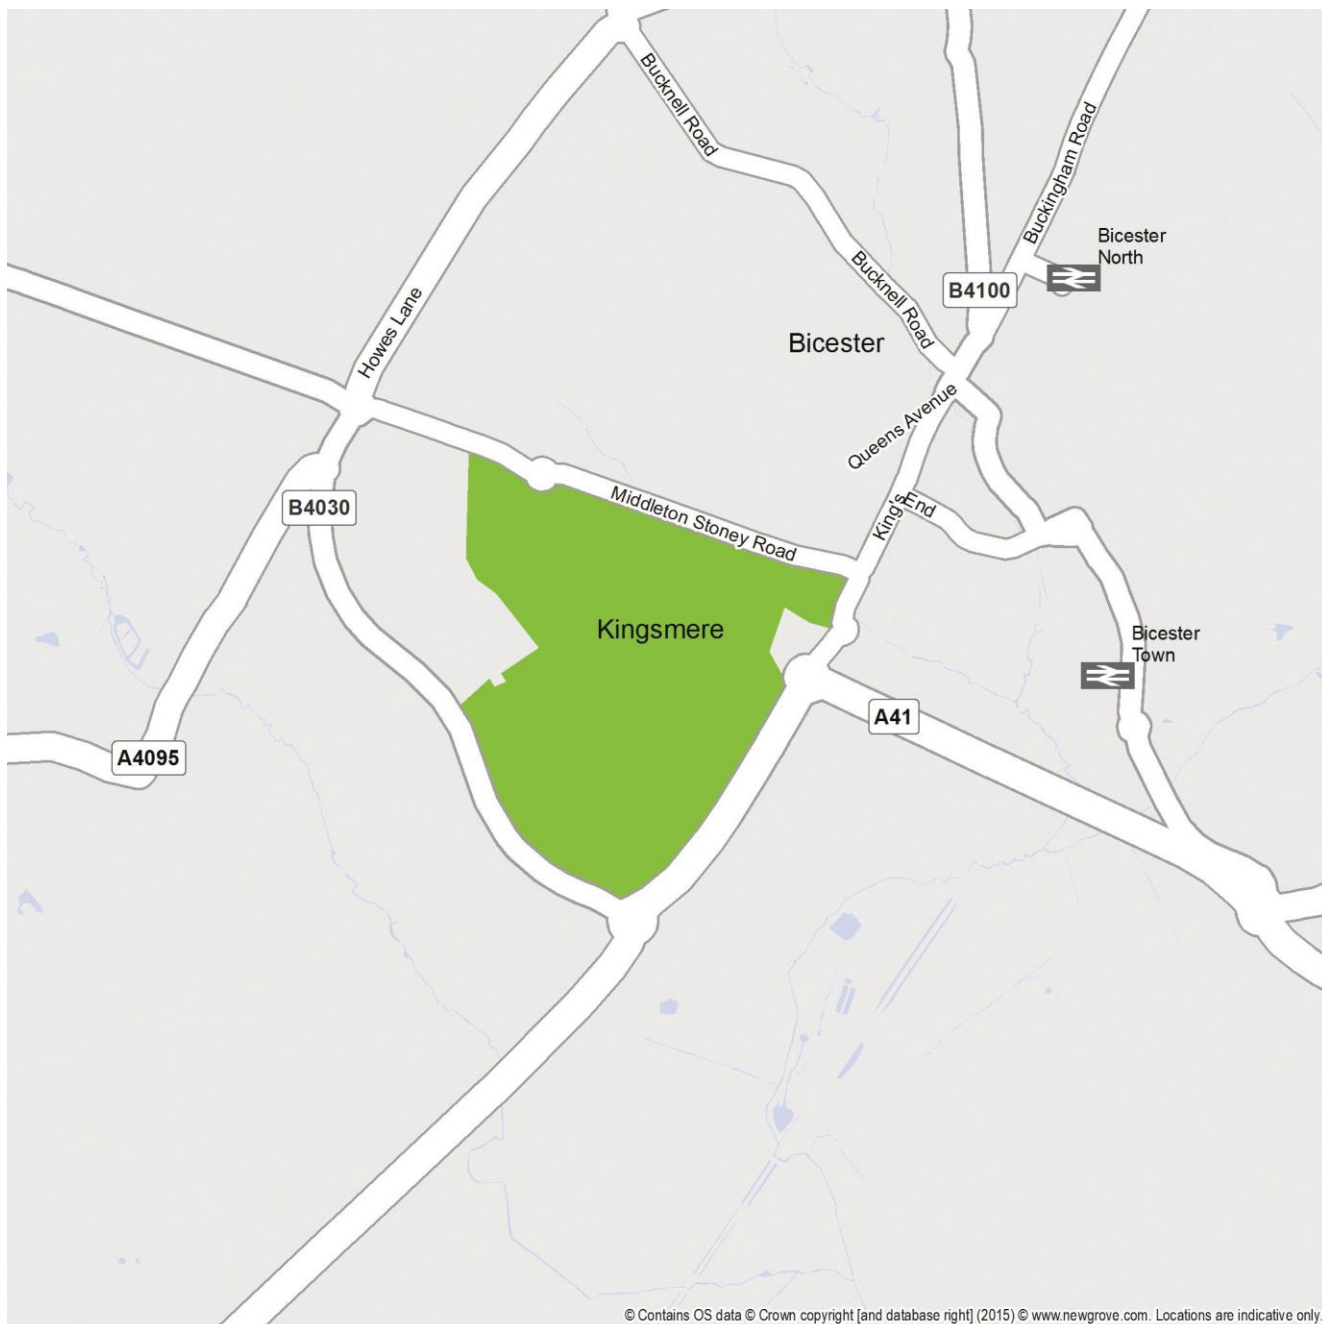 Bucknell Road
Buckingham Road
Bicester
North
B4100
Bucknell Road
Howes Lane
Bicester
Queens Avenue
B4030
King's End
Middleton Stoney Road
Kingsmere
Bicester
Town
A41
A4095
© Contains OS data © Crown copyright [and database right] (2015) © www.newgrove.com. Locations are indicative only.